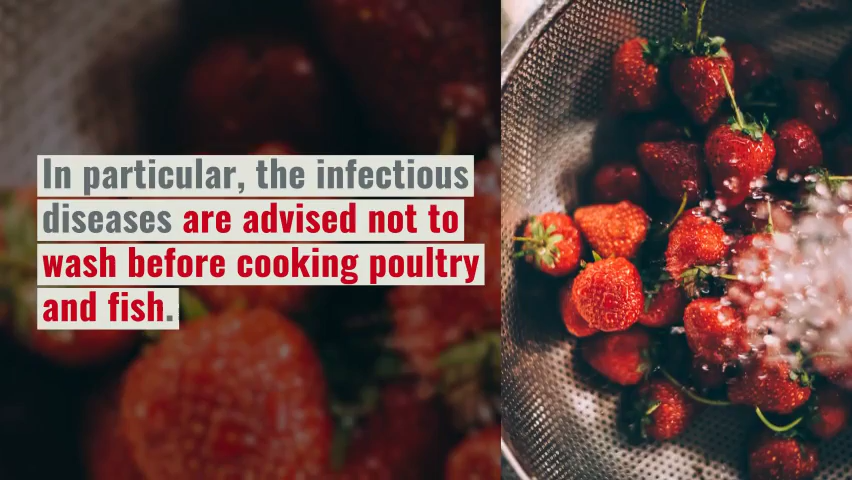 In particular, the infectious
diseases are advised not to
wash before cooking poultry
and fish.